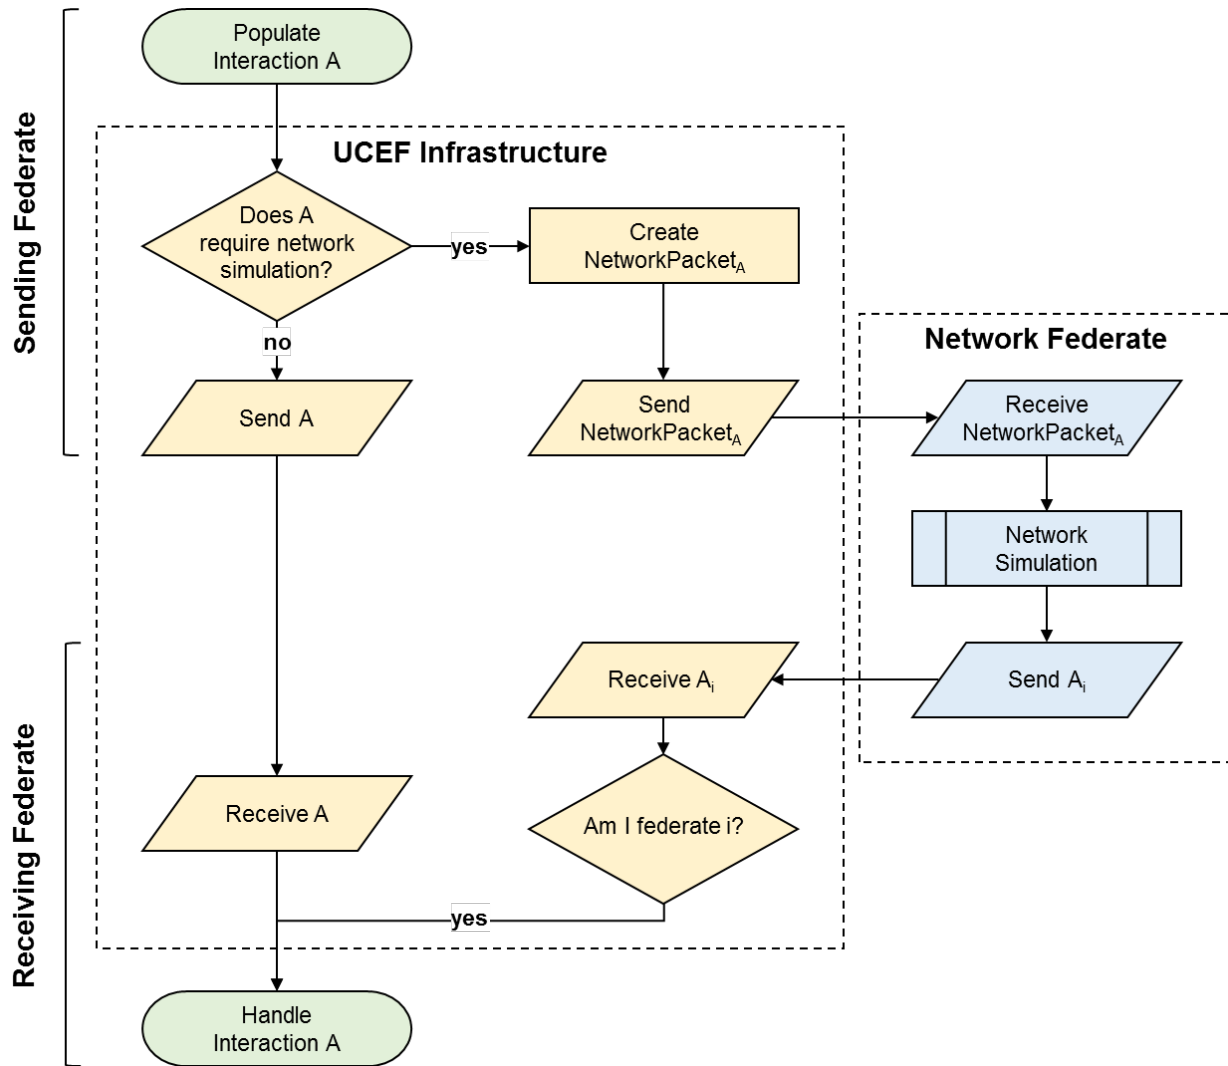 Populate
Interaction A
Sending Federate
UCEF Infrastructure
Does A
require network
simulation?
yes
Create
NetworkPacketA
no
Network Federate
Send A
Send
NetworkPacketA
Receive
NetworkPacketA
Network
Simulation
Receive Ai
Send Ai
Receiving Federate
Receive A
Am I federate i?
yes
Handle
Interaction A